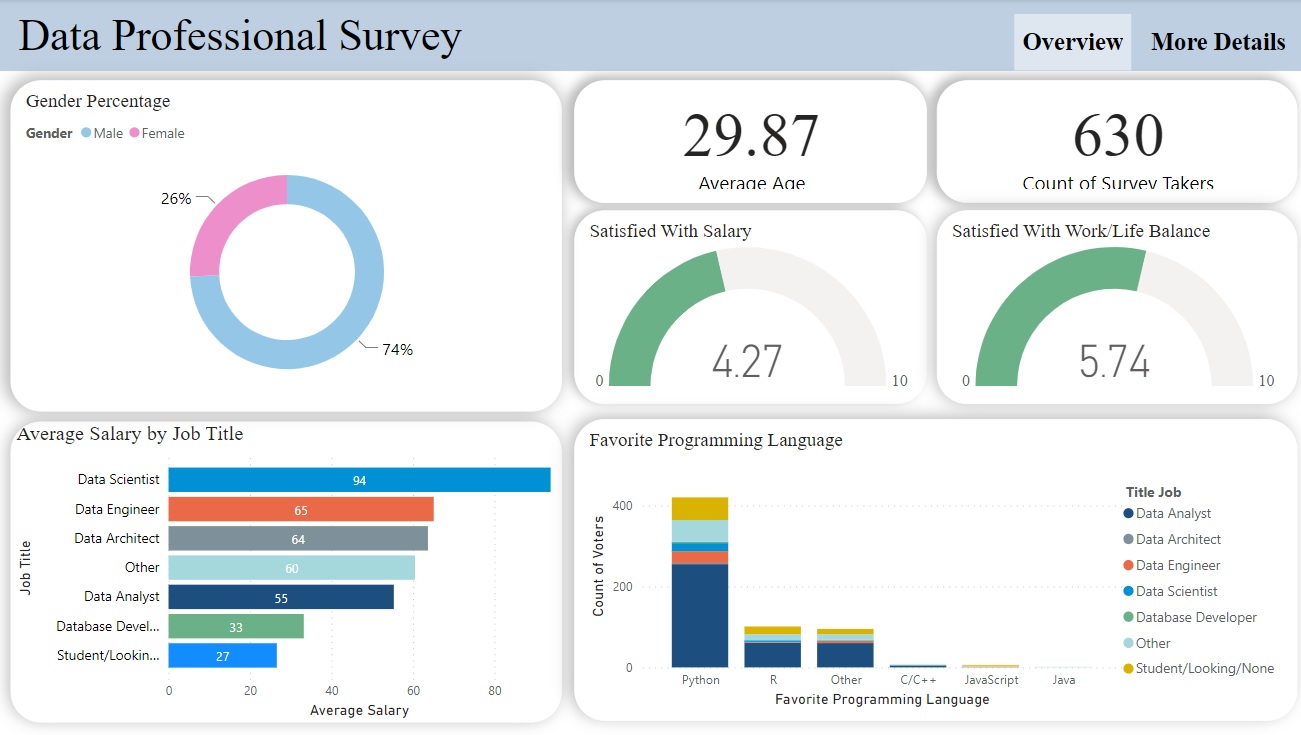 Data Professional Survey
Overview
More Details
Gender Percentage
Gender Male Female
26%
74%
29.87
Average Age
630
Count of Survey Takers
Satisfied With Salary
0
4.27
10
Satisfied With Work/Life Balance
0
5.74
10
Average Salary by Job Title
Job Title
Data Scientist 94
Data Engineer 65
Data Architect 64
Other 60
Data Analyst 55
Database Devel... 33
Student/Lookin... 27
0 20 40 60 80
Average Salary
Favorite Programming Language
Count of Voters
400
200
0
Python R Other C/C++ JavaScript Java
Favorite Programming Language
Title Job
Data Analyst
Data Architect
Data Engineer
Data Scientist
Database Developer
Other
Student/Looking/None